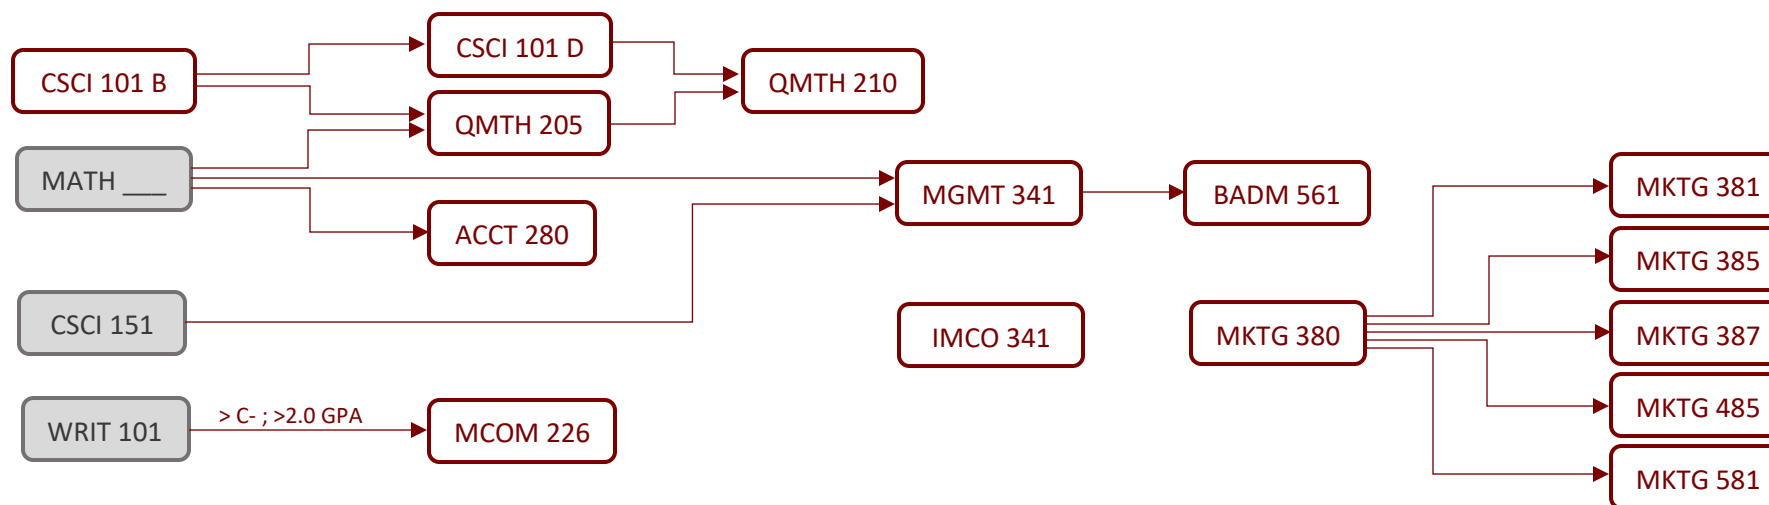 CSCI 101 B
CSCI 101 D
QMTH 205
QMTH 210
MATH ___
MGMT 341
BADM 561
ACCT 280
CSCI 151
IMCO 341
MKTG 380
MKTG 381
MKTG 385
MKTG 387
MKTG 485
MKTG 581
WRIT 101
> C- ; >2.0 GPA
MCOM 226